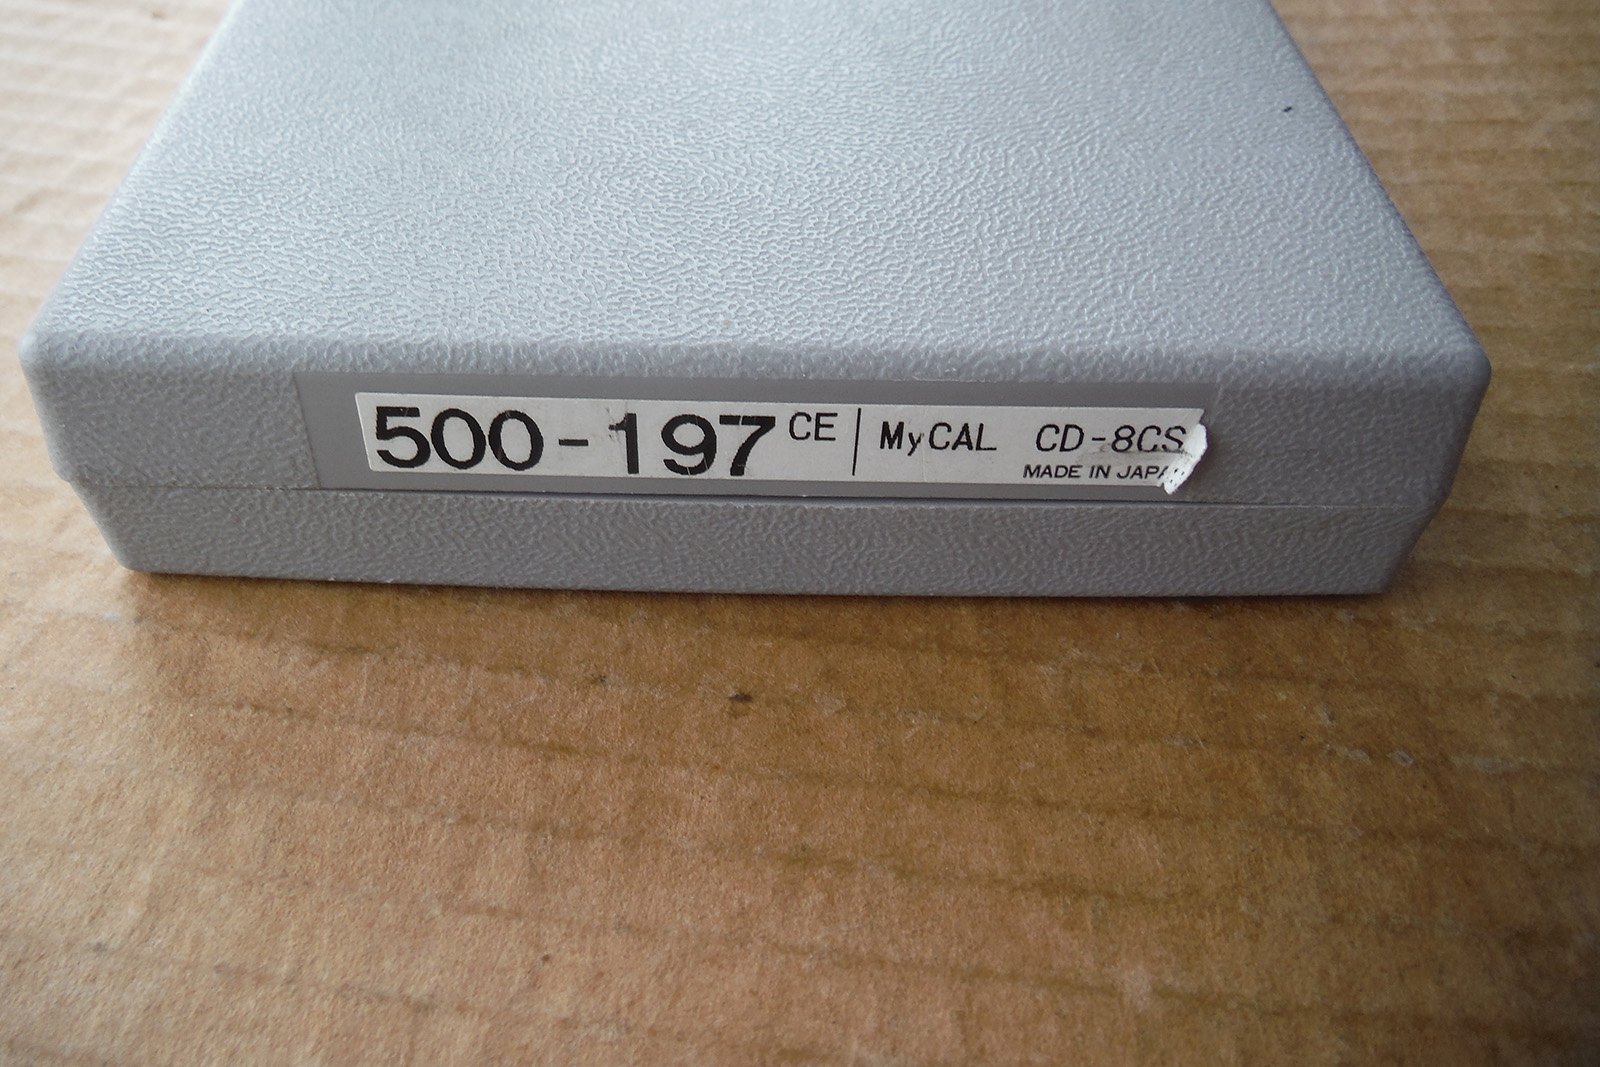 500-197 CE | MyCAL CD-8CS
MADE IN JAPAN